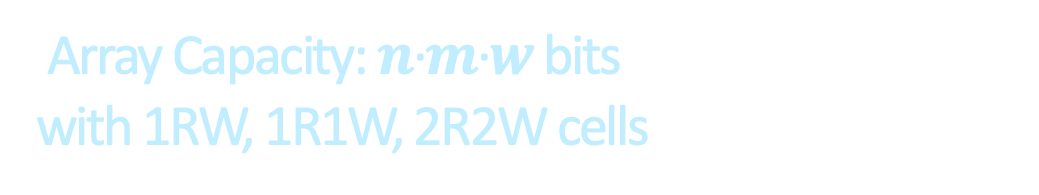 Array Capacity: n·m·w bits
with 1RW, 1R1W, 2R2W cells